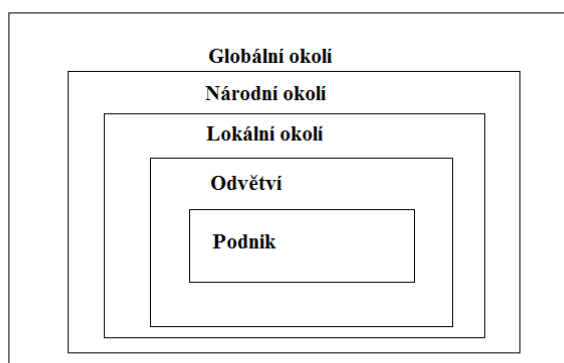 Globální okolí
Národní okolí
Lokální okolí
Odvětví
Podnik